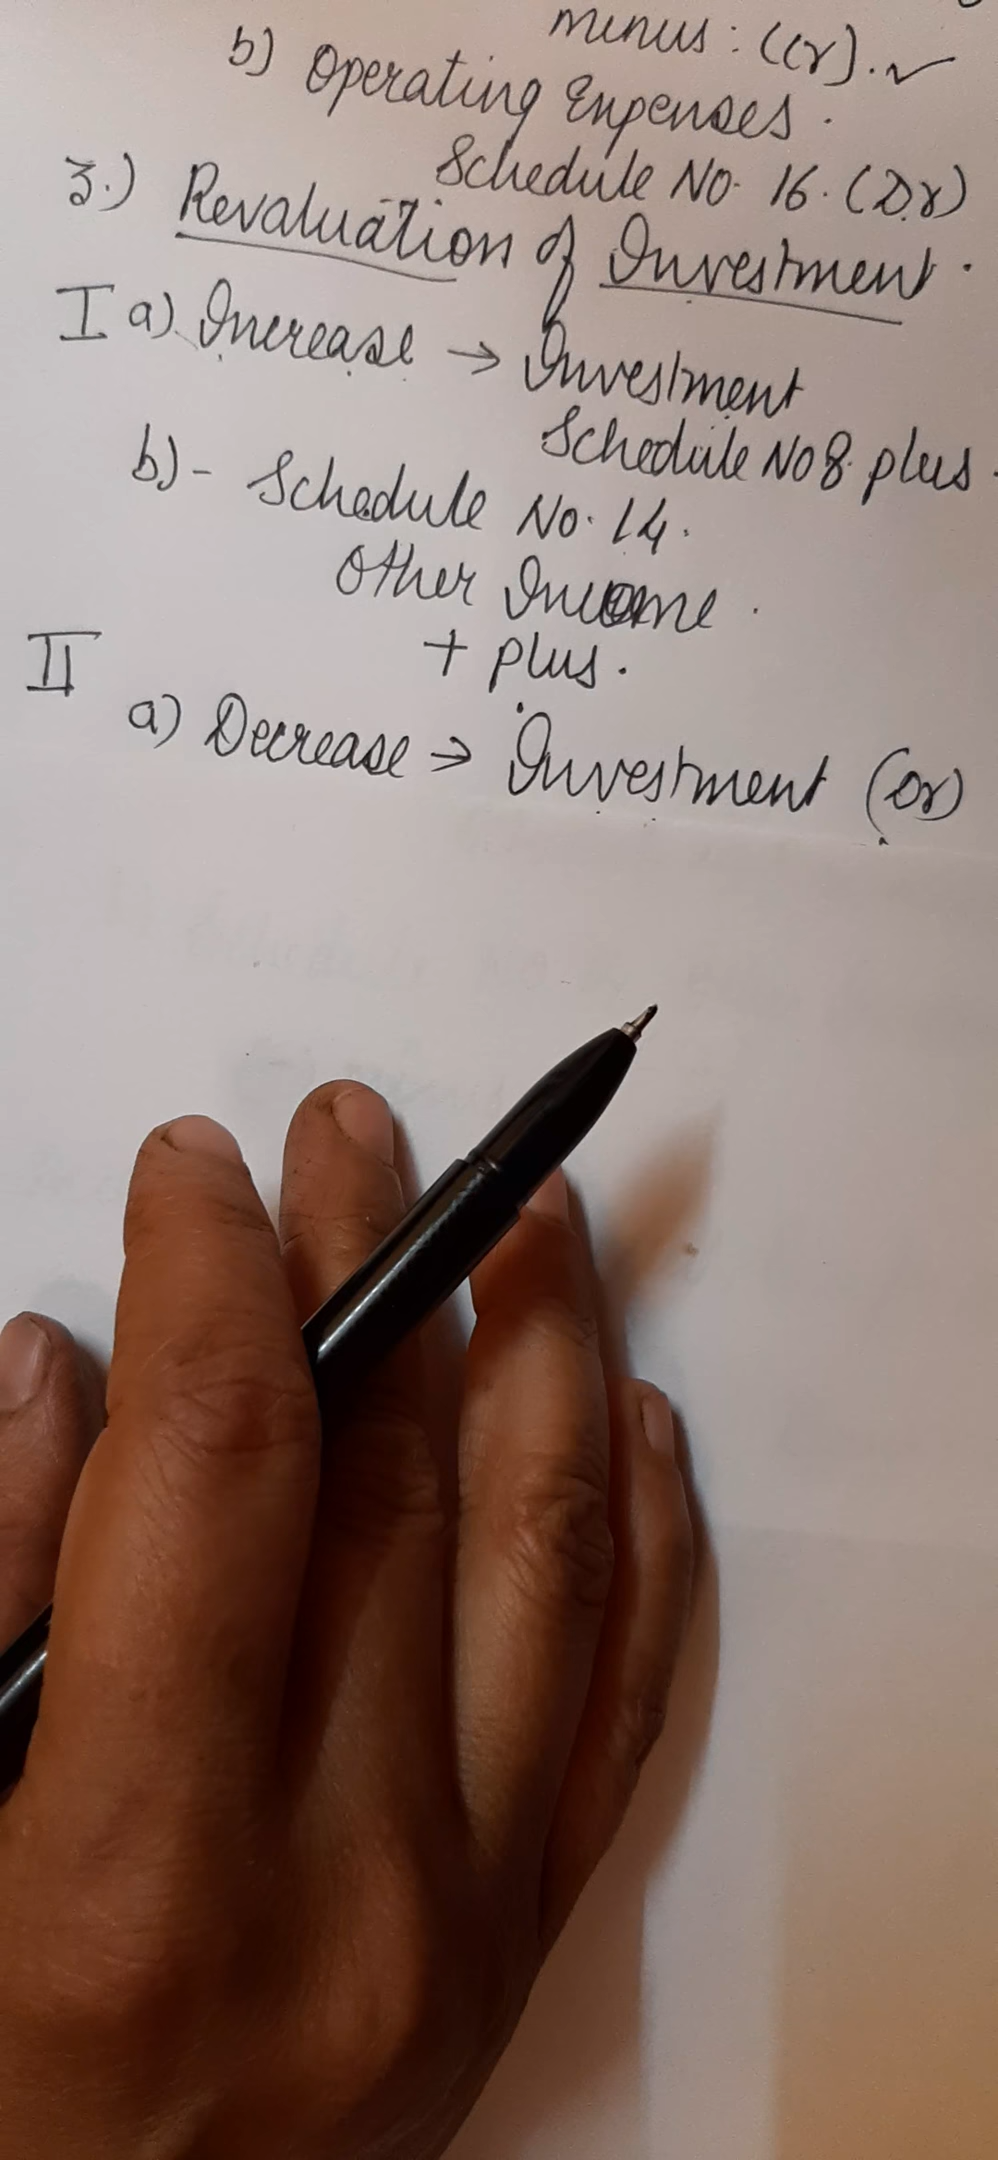 minus : (Cr). ✓
b) Operating Expenses.
Schedule No. 16. (Dr)
3.) Revaluation of Investment.
I a) Increase → Investment
Schedule No 8. plus.
b) - Schedule No. 14.
Other Income.
+ plus.
II
a) Decrease → Investment (Dr)